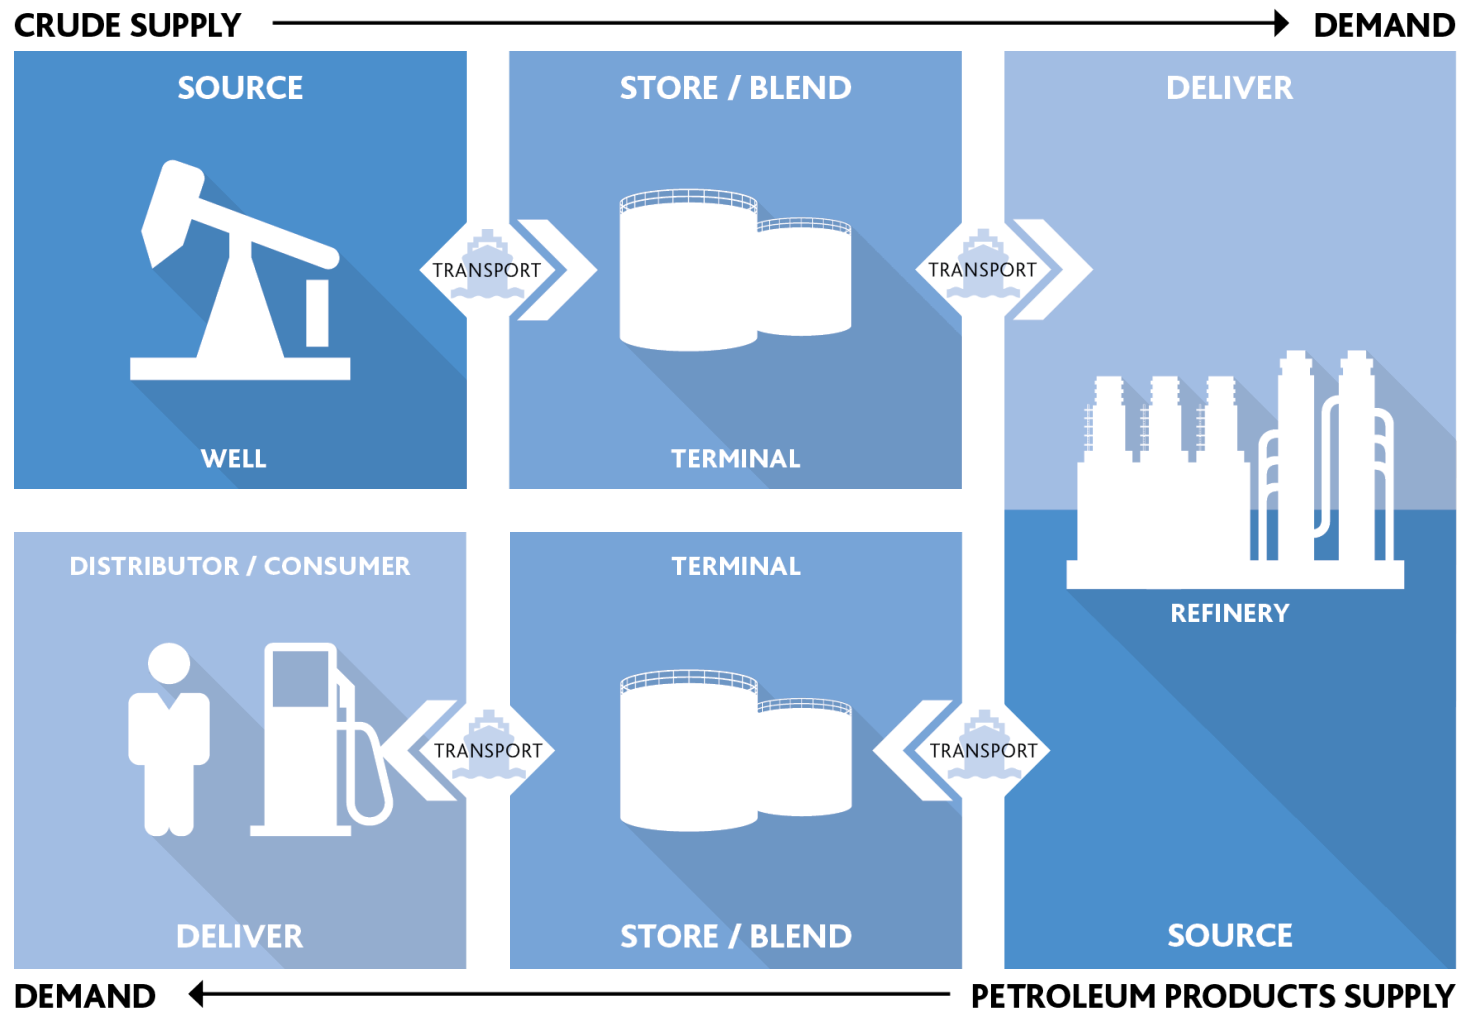 CRUDE SUPPLY
DEMAND
SOURCE
STORE / BLEND
DELIVER
TRANSPORT
TRANSPORT
WELL
TERMINAL
DISTRIBUTOR / CONSUMER
TERMINAL
REFINERY
TRANSPORT
TRANSPORT
DELIVER
STORE / BLEND
SOURCE
DEMAND
PETROLEUM PRODUCTS SUPPLY